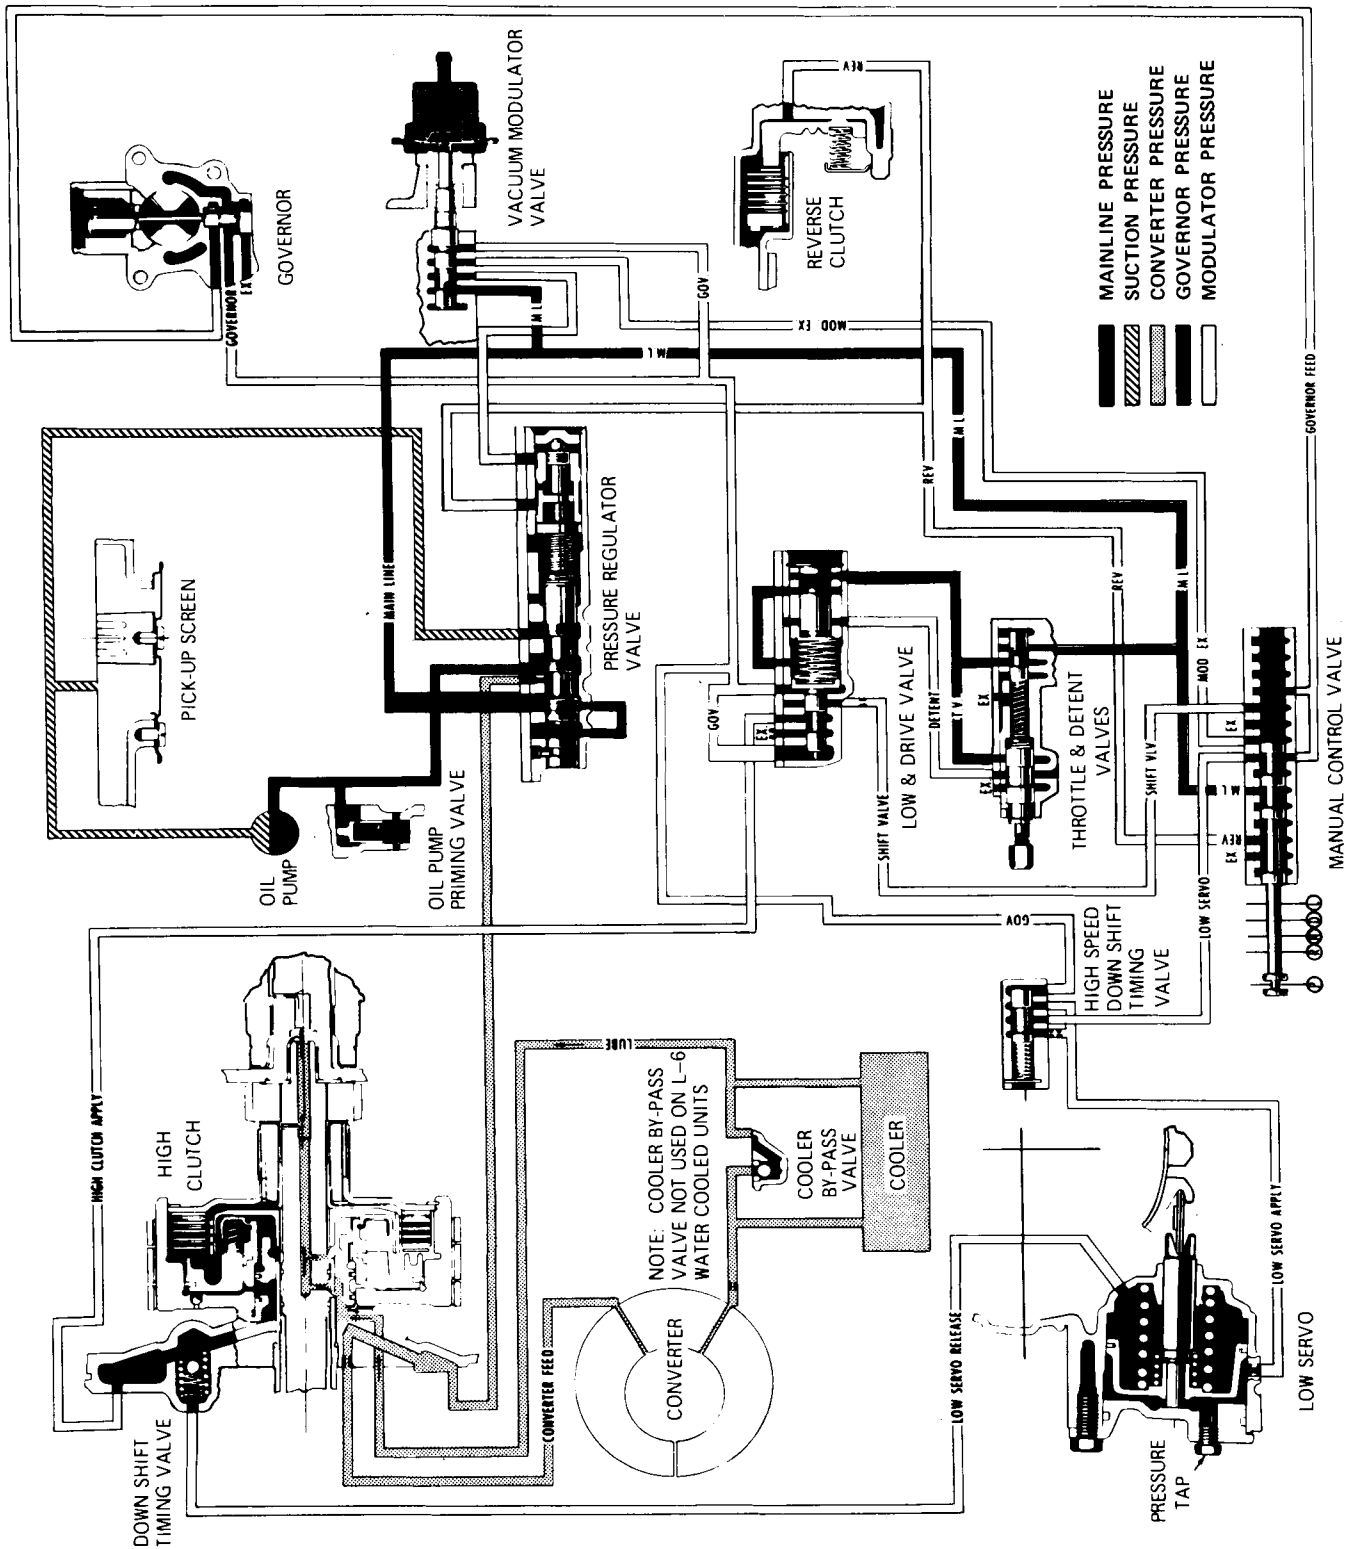 GOVERNOR
VACUUM MODULATOR
VALVE
REVERSE
CLUTCH
MAINLINE PRESSURE
SUCTION PRESSURE
CONVERTER PRESSURE
GOVERNOR PRESSURE
MODULATOR PRESSURE
GOVERNOR
EX
M L
GOV
MOD EX
M L
REV
M L
REV
GOVERNOR FEED
PICK-UP SCREEN
MAIN LINE
PRESSURE REGULATOR
VALVE
OIL
PUMP
OIL PUMP
PRIMING VALVE
GOV
EX
LOW & DRIVE VALVE
DETENT
EX
EX
THROTTLE & DETENT
VALVES
SHIFT VALVE
SHIFT VLV
REV
M L
MOD EX
EX
M L
REV
EX
LOW SERVO
MANUAL CONTROL VALVE
HIGH CLUTCH APPLY
HIGH
CLUTCH
DOWN SHIFT
TIMING VALVE
LUBE
NOTE: COOLER BY-PASS
VALVE NOT USED ON L-6
WATER COOLED UNITS
CONVERTER FEED
CONVERTER
COOLER
BY-PASS
VALVE
COOLER
GOV
HIGH SPEED
DOWN SHIFT
TIMING
VALVE
LOW SERVO RELEASE
LOW SERVO APPLY
LOW SERVO
PRESSURE
TAP